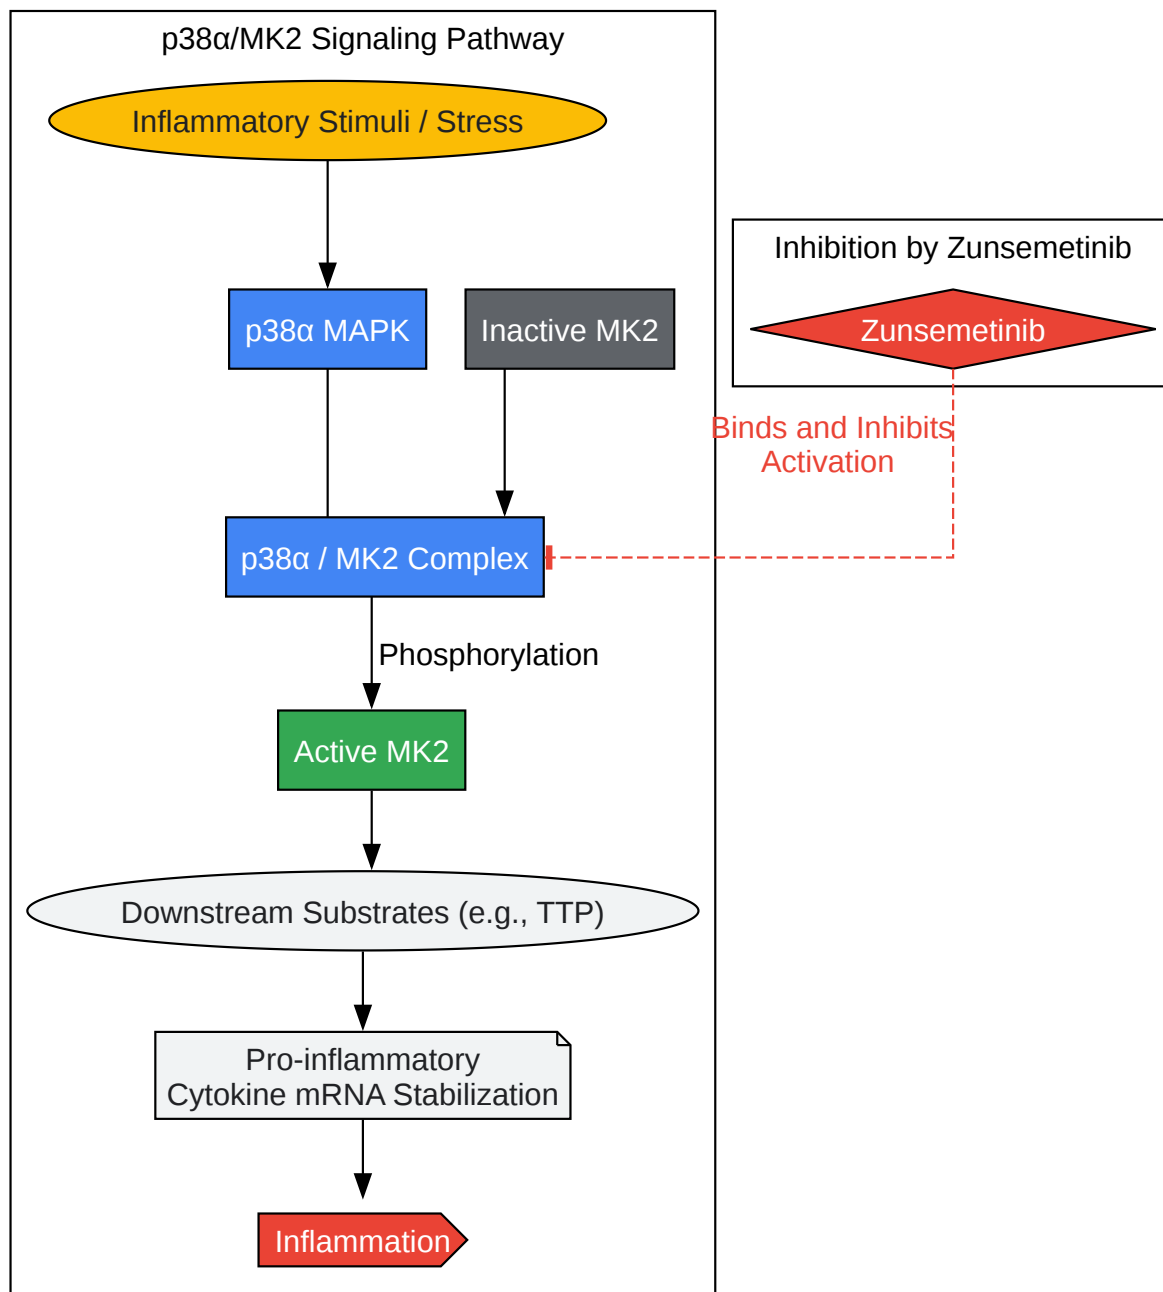 p38α/MK2 Signaling Pathway
Inflammatory Stimuli / Stress
Inhibition by Zunsemetinib
p38α MAPK
Inactive MK2
Zunsemetinib
Binds and Inhibits
Activation
p38α / MK2 Complex
Phosphorylation
Active MK2
Downstream Substrates (e.g., TTP)
Pro-inflammatory
Cytokine mRNA Stabilization
Inflammation